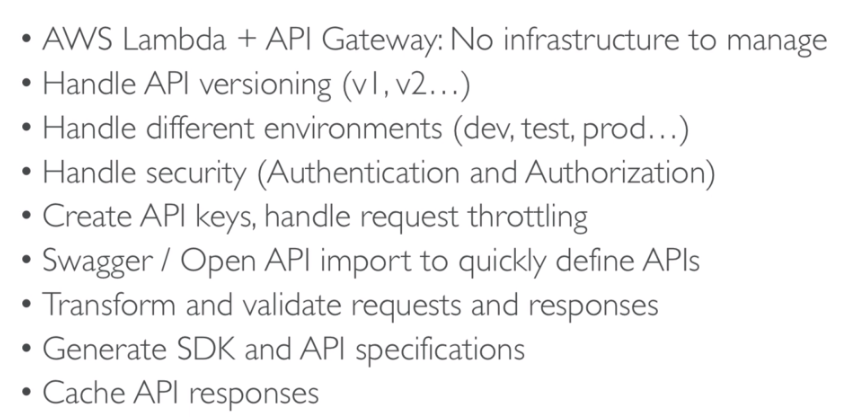 • AWS Lambda + API Gateway: No infrastructure to manage
• Handle API versioning (v1, v2…)
• Handle different environments (dev, test, prod…)
• Handle security (Authentication and Authorization)
• Create API keys, handle request throttling
• Swagger / Open API import to quickly define APIs
• Transform and validate requests and responses
• Generate SDK and API specifications
• Cache API responses